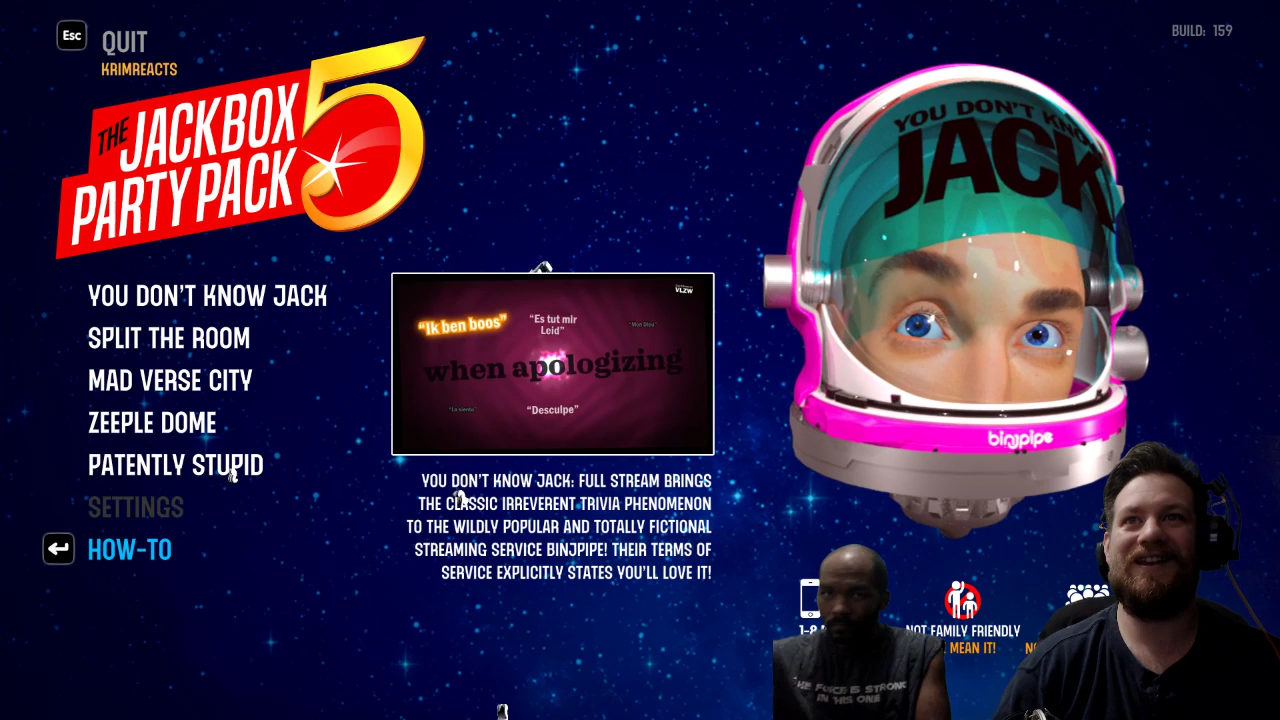 Esc
QUIT
KRIMREACTS
BUILD: 159
THE
JACKBOX
PARTY PACK
5
YOU DON'T KNOW JACK
SPLIT THE ROOM
MAD VERSE CITY
ZEEPLE DOME
PATENTLY STUPID
SETTINGS
HOW-TO
VLZW
"Ik ben boos"
"Es tut mir
Leid"
when apologizing
"Lo siento"
"Desculpe"
YOU DON'T KNOW JACK: FULL STREAM BRINGS
THE CLASSIC IRREVERENT TRIVIA PHENOMENON
TO THE WILDLY POPULAR AND TOTALLY FICTIONAL
STREAMING SERVICE BINJPIPE! THEIR TERMS OF
SERVICE EXPLICITLY STATES YOU'LL LOVE IT!
YOU DON'T KNOW
JACK
binjpipe
1-8
NOT FAMILY FRIENDLY
MEAN IT!
THE FORCE IS STRONG
IN THIS ONE